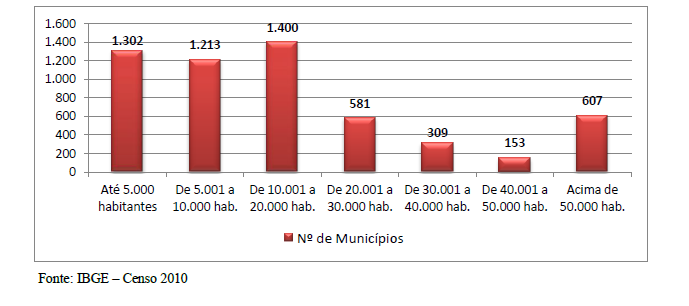 1.600
1.400
1.200
1.000
800
600
400
200
0
1.302
1.213
1.400
581
309
153
607
Até 5.000 habitantes
De 5.001 a 10.000 hab.
De 10.001 a 20.000 hab.
De 20.001 a 30.000 hab.
De 30.001 a 40.000 hab.
De 40.001 a 50.000 hab.
Acima de 50.000 hab.
Nº de Municípios
Fonte: IBGE – Censo 2010